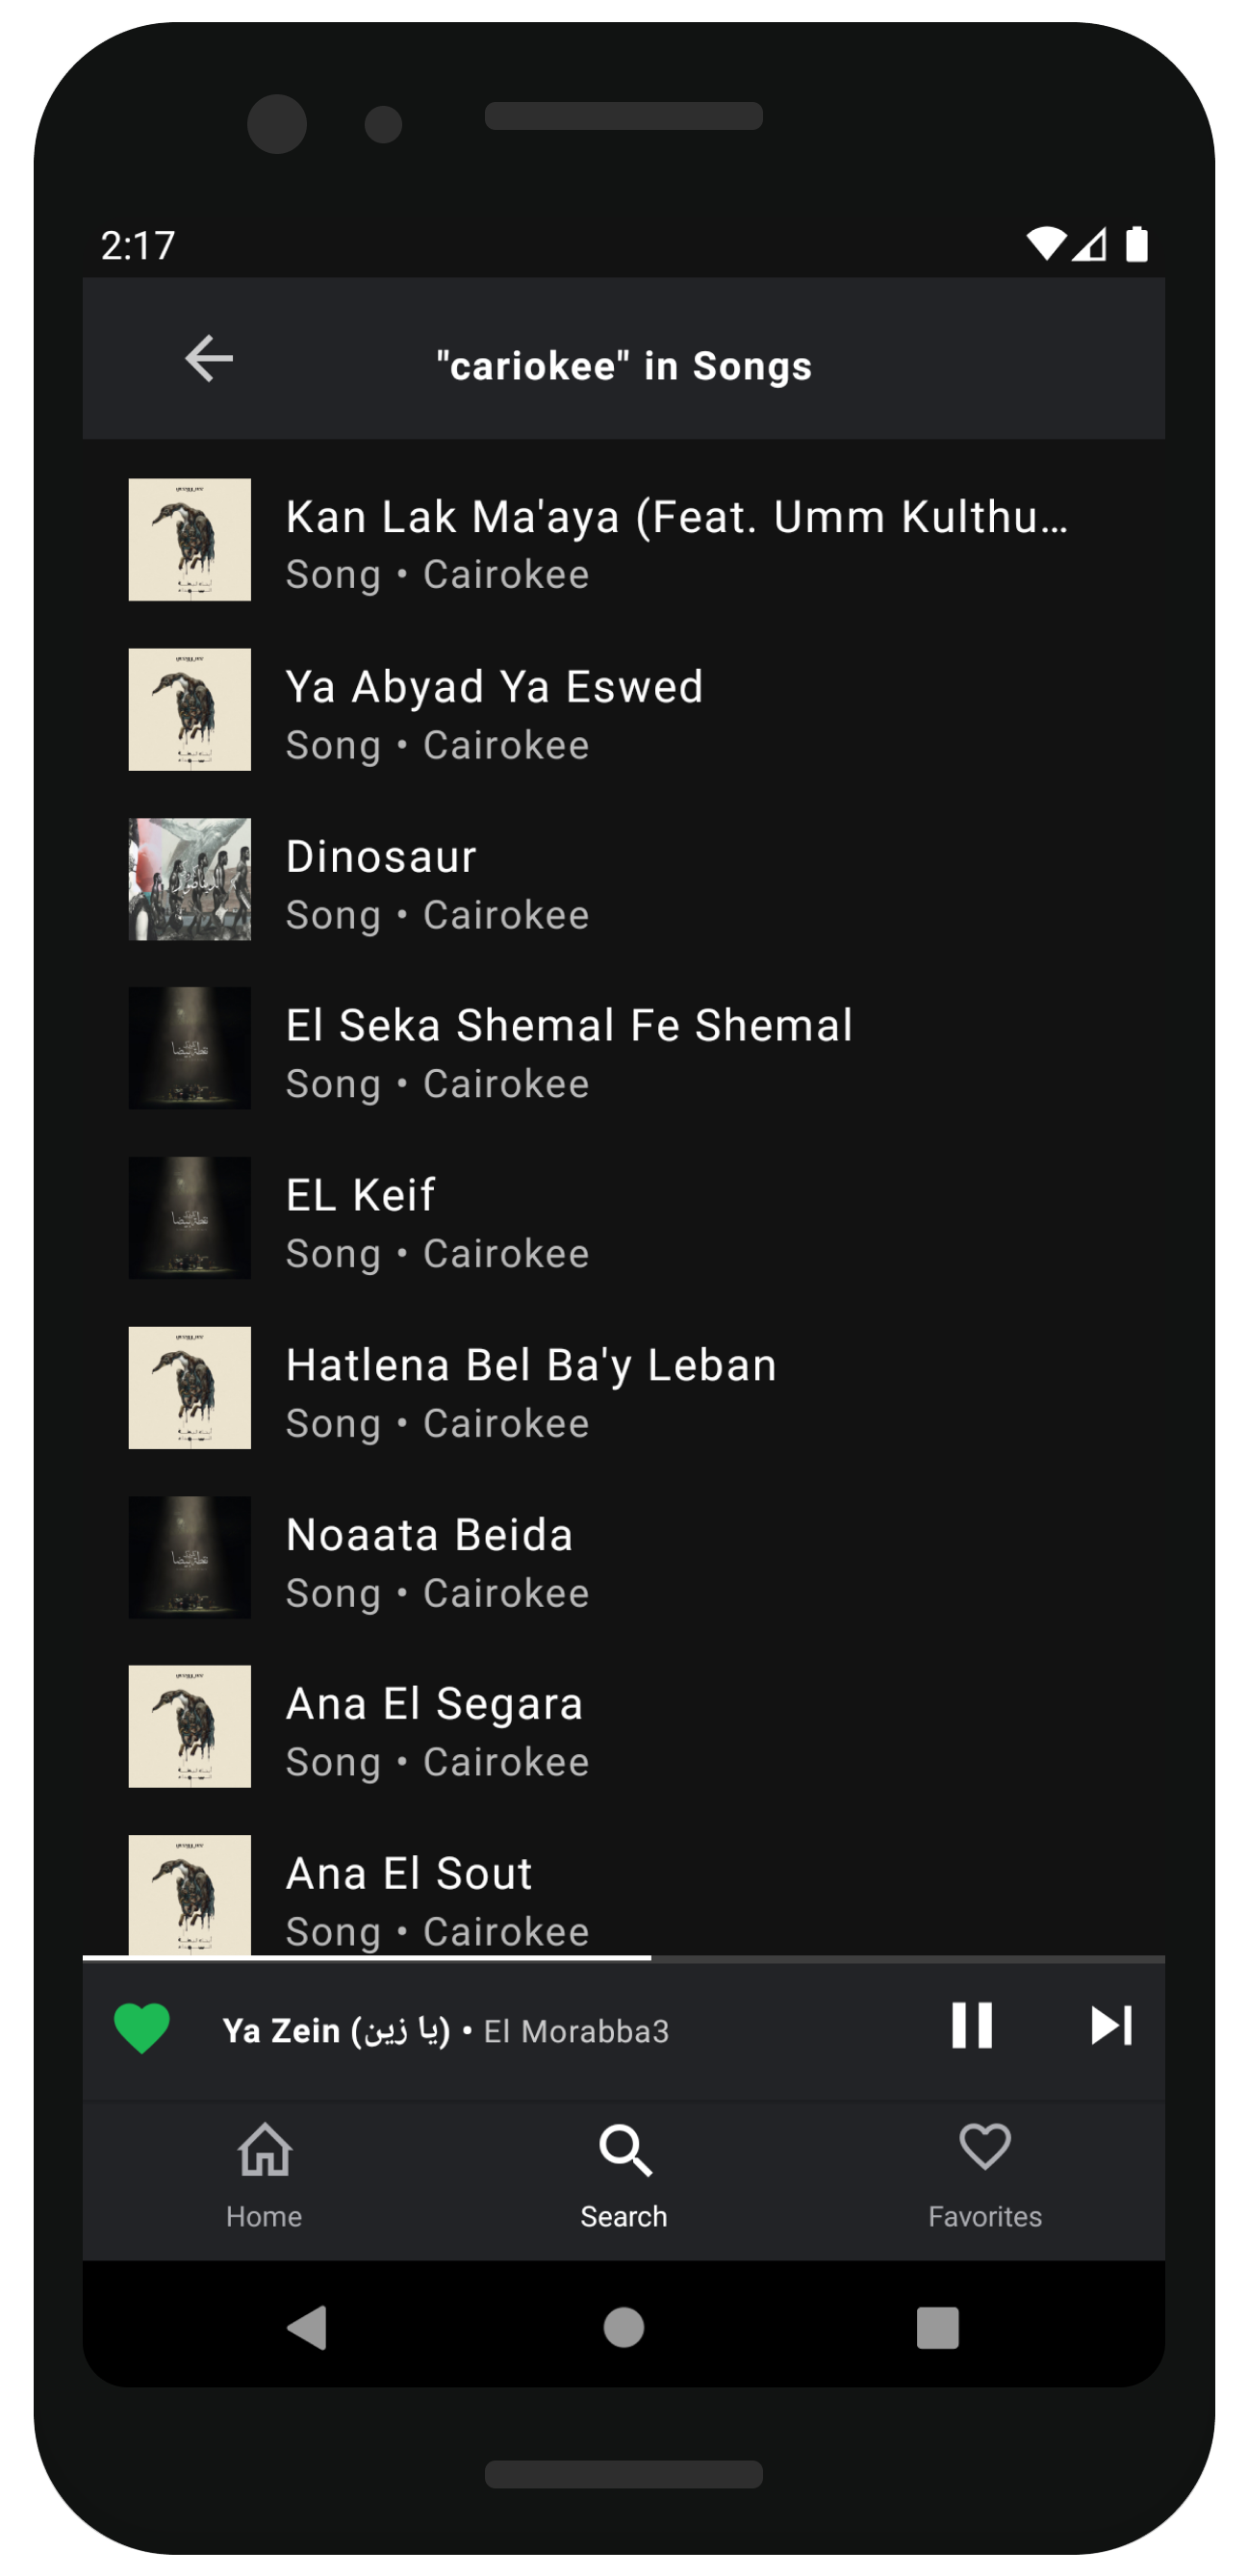 2:17
"cariokee" in Songs
Kan Lak Ma'aya (Feat. Umm Kulthu...
Song • Cairokee
Ya Abyad Ya Eswed
Song • Cairokee
Dinosaur
Song • Cairokee
El Seka Shemal Fe Shemal
Song • Cairokee
EL Keif
Song • Cairokee
Hatlena Bel Ba'y Leban
Song • Cairokee
Noaata Beida
Song • Cairokee
Ana El Segara
Song • Cairokee
Ana El Sout
Song • Cairokee
Ya Zein (يا زين) • El Morabba3
Home
Search
Favorites